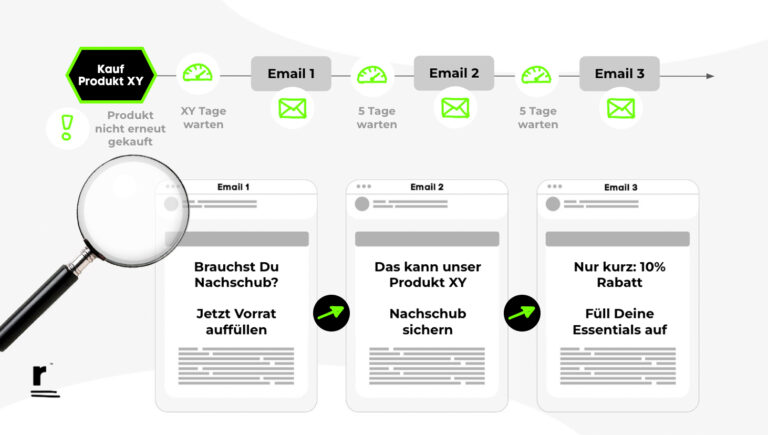 Kauf
Produkt XY
Email 1
Email 2
Email 3
Produkt
nicht erneut
gekauft
XY Tage
warten
5 Tage
warten
5 Tage
warten
Email 1
Brauchst Du
Nachschub?
Jetzt Vorrat
auffüllen
Email 2
Das kann unser
Produkt XY
Nachschub
sichern
Email 3
Nur kurz: 10%
Rabatt
Füll Deine
Essentials auf
r